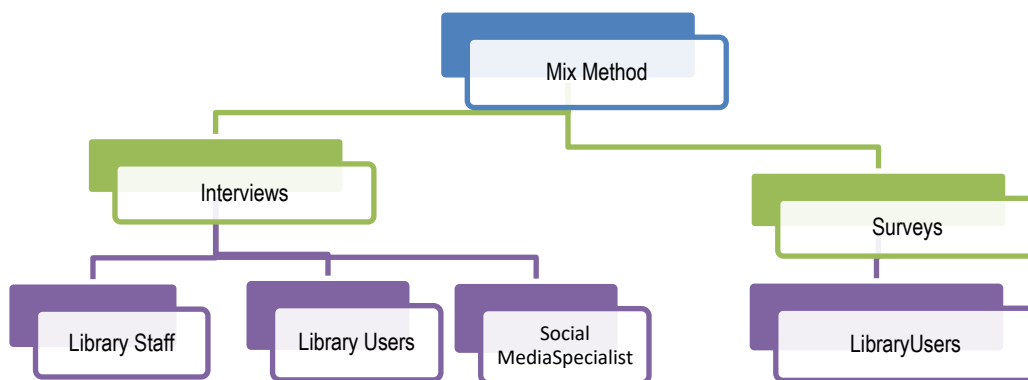 Mix Method
Interviews
Surveys
Library Staff
Library Users
Social
MediaSpecialist
LibraryUsers